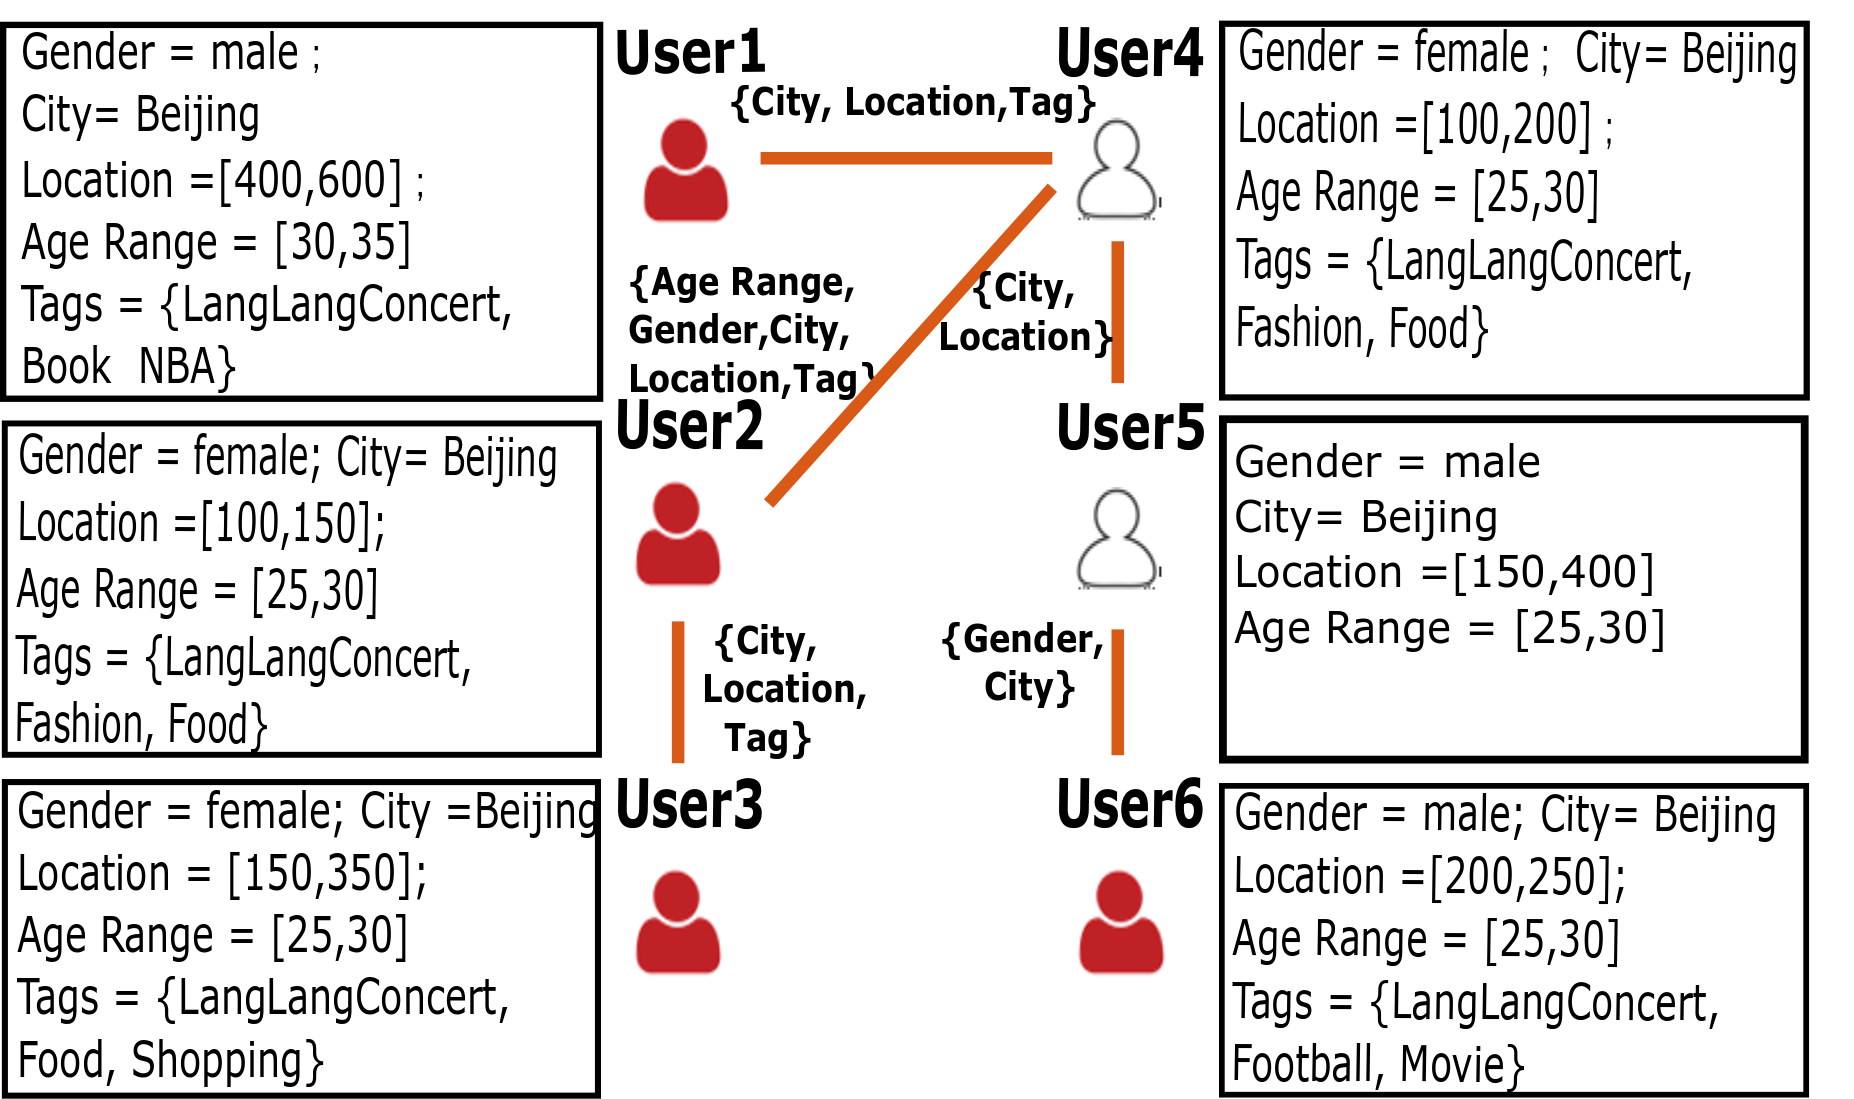 Gender = male ;
City= Beijing
Location =[400,600] ;
Age Range = [30,35]
Tags = {LangLangConcert,
Book  NBA}
User1
{City, Location,Tag}
User4
Gender = female ;  City= Beijing
Location =[100,200] ;
Age Range = [25,30]
Tags = {LangLangConcert,
Fashion, Food}
{Age Range,
Gender,City,
Location,Tag}
{City,
Location}
Gender = female; City= Beijing
Location =[100,150];
Age Range = [25,30]
Tags = {LangLangConcert,
Fashion, Food}
User2
User5
Gender = male
City= Beijing
Location =[150,400]
Age Range = [25,30]
{City,
Location,
Tag}
{Gender,
City}
Gender = female; City =Beijing
Location = [150,350];
Age Range = [25,30]
Tags = {LangLangConcert,
Food, Shopping}
User3
User6
Gender = male; City= Beijing
Location =[200,250];
Age Range = [25,30]
Tags = {LangLangConcert,
Football, Movie}